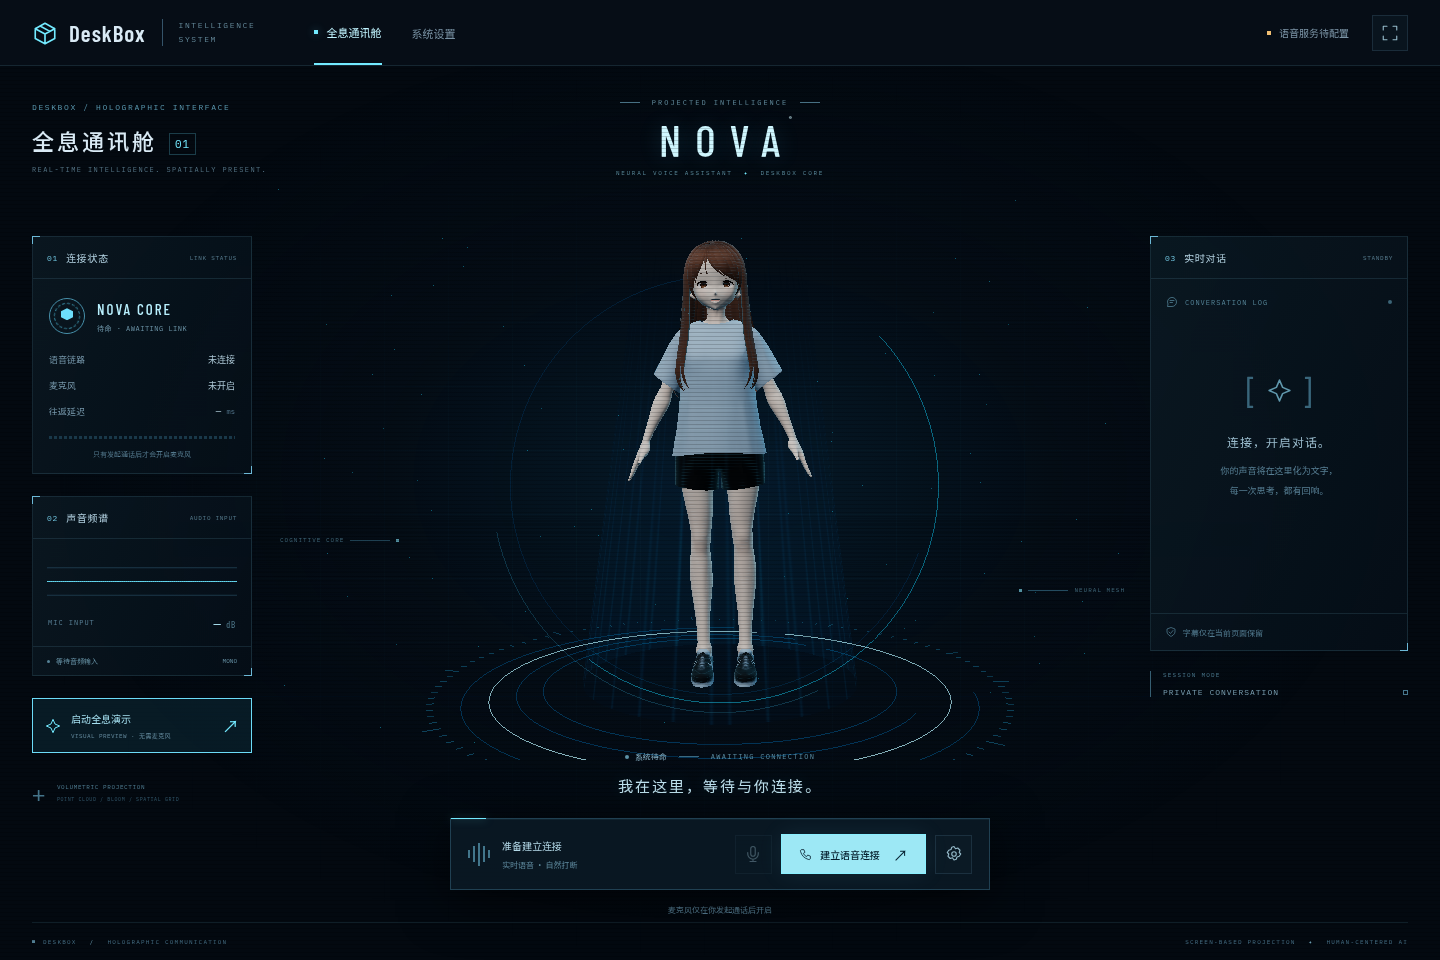 DeskBox
INTELLIGENCE
SYSTEM
全息通讯舱
系统设置
语音服务待配置
DESKBOX / HOLOGRAPHIC INTERFACE
全息通讯舱 01
REAL-TIME INTELLIGENCE. SPATIALLY PRESENT.
PROJECTED INTELLIGENCE
NOVA
NEURAL VOICE ASSISTANT ✦ DESKBOX CORE
01 连接状态 LINK STATUS
NOVA CORE
待命 · AWAITING LINK
语音链路 未连接
麦克风 未开启
往返延迟 — ms
只有发起通话后才会开启麦克风
02 声音频谱 AUDIO INPUT
MIC INPUT — dB
等待音频输入 MONO
启动全息演示
VISUAL PREVIEW · 无需麦克风
VOLUMETRIC PROJECTION
POINT CLOUD / BLOOM / SPATIAL GRID
COGNITIVE CORE
NEURAL MESH
03 实时对话 STANDBY
CONVERSATION LOG
连接，开启对话。
你的声音将在这里化为文字，
每一次思考，都有回响。
字幕仅在当前页面保留
SESSION MODE
PRIVATE CONVERSATION
系统待命 AWAITING CONNECTION
我在这里，等待与你连接。
准备建立连接
实时语音 · 自然打断
建立语音连接
麦克风仅在你发起通话后开启
DESKBOX / HOLOGRAPHIC COMMUNICATION
SCREEN-BASED PROJECTION ✦ HUMAN-CENTERED AI